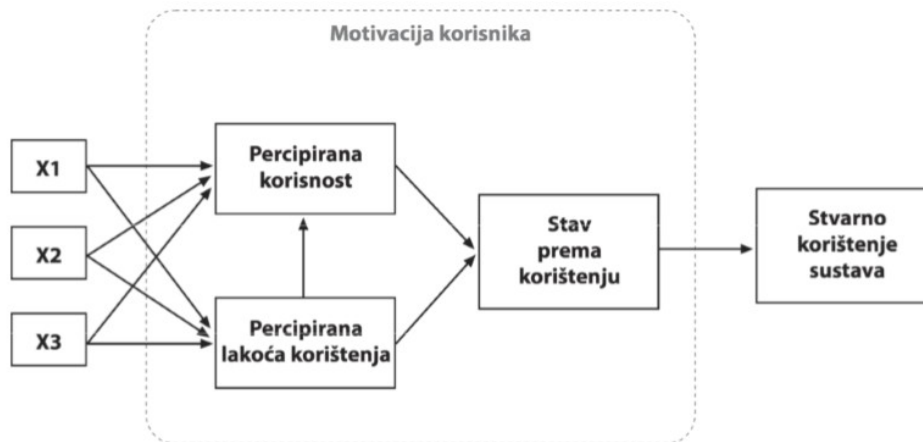 Motivacija korisnika
X1
X2
X3
Percipirana
korisnost
Percipirana
lakoća korištenja
Stav
prema
korištenju
Stvarno
korištenje
sustava